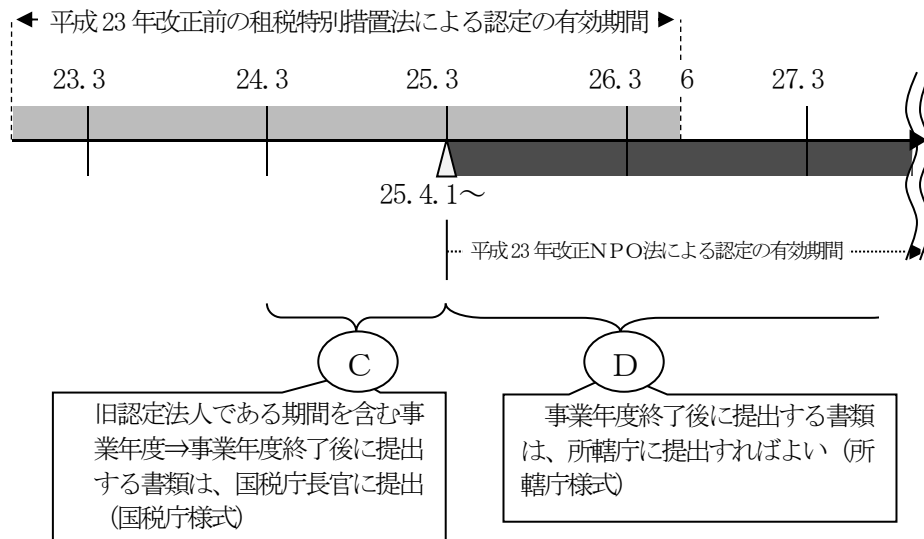 平成 23 年改正前の租税特別措置法による認定の有効期間
23.3 24.3 25.3 26.3 6 27.3
25.4.1～
平成 23 年改正ＮＰＯ法による認定の有効期間
Ｃ Ｄ
旧認定法人である期間を含む事
業年度⇒事業年度終了後に提出
する書類は、国税庁長官に提出
（国税庁様式）
事業年度終了後に提出する書類
は、所轄庁に提出すればよい（所
轄庁様式）